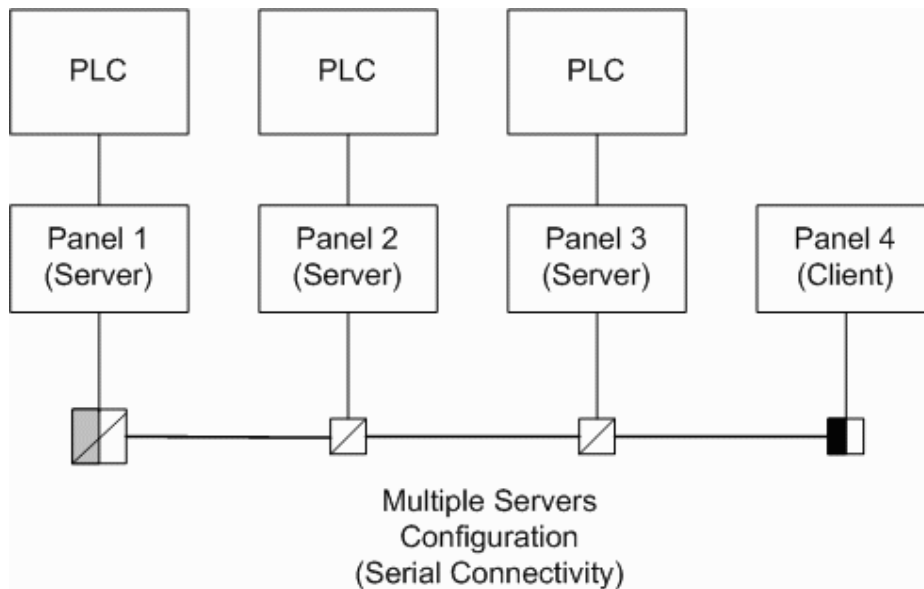 PLC
PLC
PLC
Panel 1
(Server)
Panel 2
(Server)
Panel 3
(Server)
Panel 4
(Client)
Multiple Servers
Configuration
(Serial Connectivity)